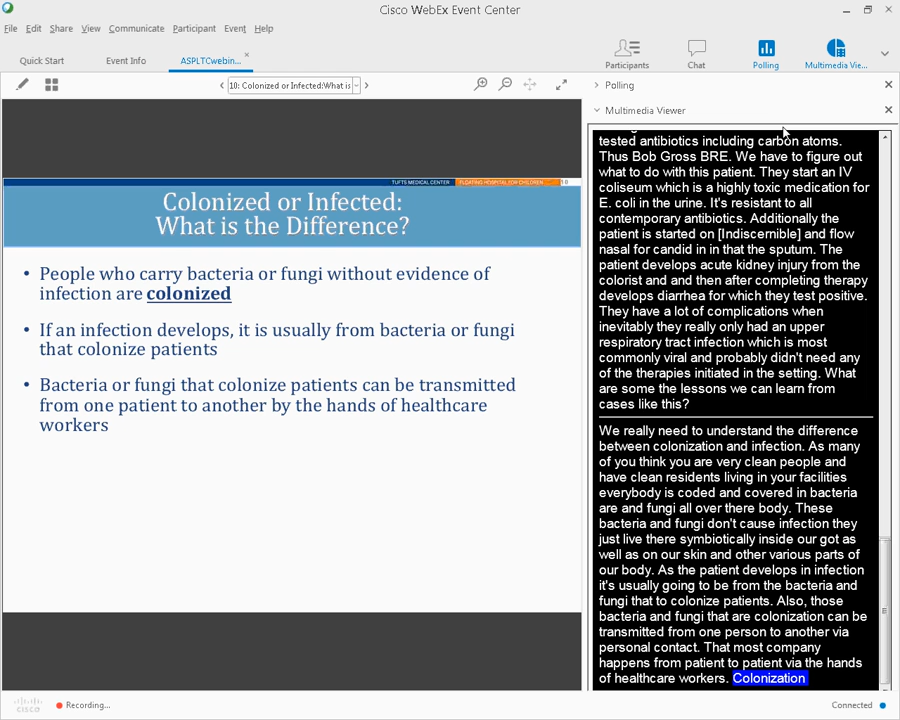 Cisco WebEx Event Center
File Edit Share View Communicate Participant Event Help
Quick Start Event Info ASPLTCwebin...
Participants Chat Polling Multimedia Vie...
10: Colonized or Infected:What is
Polling
Multimedia Viewer
TUFTS MEDICAL CENTER FLOATING HOSPITAL FOR CHILDREN 10
Colonized or Infected:
What is the Difference?
• People who carry bacteria or fungi without evidence of
infection are colonized
• If an infection develops, it is usually from bacteria or fungi
that colonize patients
• Bacteria or fungi that colonize patients can be transmitted
from one patient to another by the hands of healthcare
workers
tested antibiotics including carbon atoms.
Thus Bob Gross BRE. We have to figure out
what to do with this patient. They start an IV
coliseum which is a highly toxic medication for
E. coli in the urine. It's resistant to all
contemporary antibiotics. Additionally the
patient is started on [Indiscernible] and flow
nasal for candid in in that the sputum. The
patient develops acute kidney injury from the
colorist and and then after completing therapy
develops diarrhea for which they test positive.
They have a lot of complications when
inevitably they really only had an upper
respiratory tract infection which is most
commonly viral and probably didn't need any
of the therapies initiated in the setting. What
are some the lessons we can learn from
cases like this?
We really need to understand the difference
between colonization and infection. As many
of you think you are very clean people and
have clean residents living in your facilities
everybody is coded and covered in bacteria
are and fungi all over there body. These
bacteria and fungi don't cause infection they
just live there symbiotically inside our got as
well as on our skin and other various parts of
our body. As the patient develops in infection
it's usually going to be from the bacteria and
fungi that to colonize patients. Also, those
bacteria and fungi that are colonization can be
transmitted from one person to another via
personal contact. That most company
happens from patient to patient via the hands
of healthcare workers. Colonization
cisco Recording... Connected